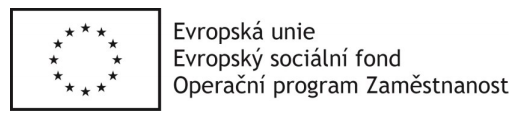 Evropská unie
Evropský sociální fond
Operační program Zaměstnanost